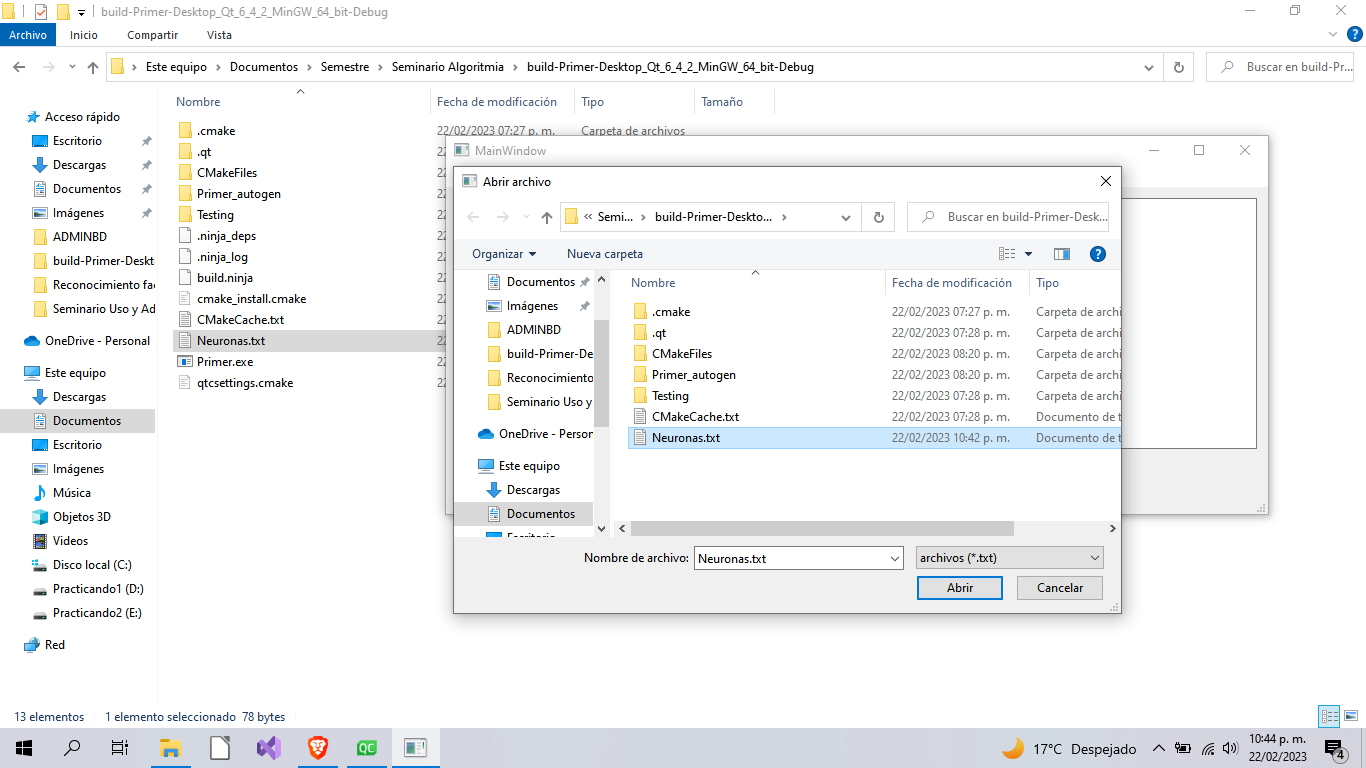 build-Primer-Desktop_Qt_6_4_2_MinGW_64_bit-Debug
Archivo Inicio Compartir Vista
Este equipo Documentos Semestre Seminario Algoritmia build-Primer-Desktop_Qt_6_4_2_MinGW_64_bit-Debug
Buscar en build-Pr...
Acceso rápido
Escritorio
Descargas
Documentos
Imágenes
ADMINBD
build-Primer-Deskt
Reconocimiento fac
Seminario Uso y Ad
OneDrive - Personal
Este equipo
Descargas
Documentos
Escritorio
Imágenes
Música
Objetos 3D
Videos
Disco local (C:)
Practicando1 (D:)
Practicando2 (E:)
Red
Nombre Fecha de modificación Tipo Tamaño
.cmake 22/02/2023 07:27 p. m. Carpeta de archivos
.qt 22
CMakeFiles 22
Primer_autogen 22
Testing 22
.ninja_deps 22
.ninja_log 22
build.ninja 22
cmake_install.cmake 22
CMakeCache.txt 22
Neuronas.txt 22
Primer.exe 22
qtcsettings.cmake 22
MainWindow
Abrir archivo
« Semi... build-Primer-Deskto...
Buscar en build-Primer-Desk...
Organizar Nueva carpeta
Documentos
Imágenes
ADMINBD
build-Primer-De
Reconocimiento
Seminario Uso y
OneDrive - Person
Este equipo
Descargas
Documentos
Escritorio
Nombre Fecha de modificación Tipo
.cmake 22/02/2023 07:27 p. m. Carpeta de archi
.qt 22/02/2023 07:28 p. m. Carpeta de archi
CMakeFiles 22/02/2023 08:20 p. m. Carpeta de archi
Primer_autogen 22/02/2023 08:20 p. m. Carpeta de archi
Testing 22/02/2023 07:28 p. m. Carpeta de archi
CMakeCache.txt 22/02/2023 07:28 p. m. Documento de t
Neuronas.txt 22/02/2023 10:42 p. m. Documento de t
Nombre de archivo: Neuronas.txt archivos (*.txt)
Abrir Cancelar
13 elementos 1 elemento seleccionado 78 bytes
QC
17°C Despejado
10:44 p. m.
22/02/2023
4